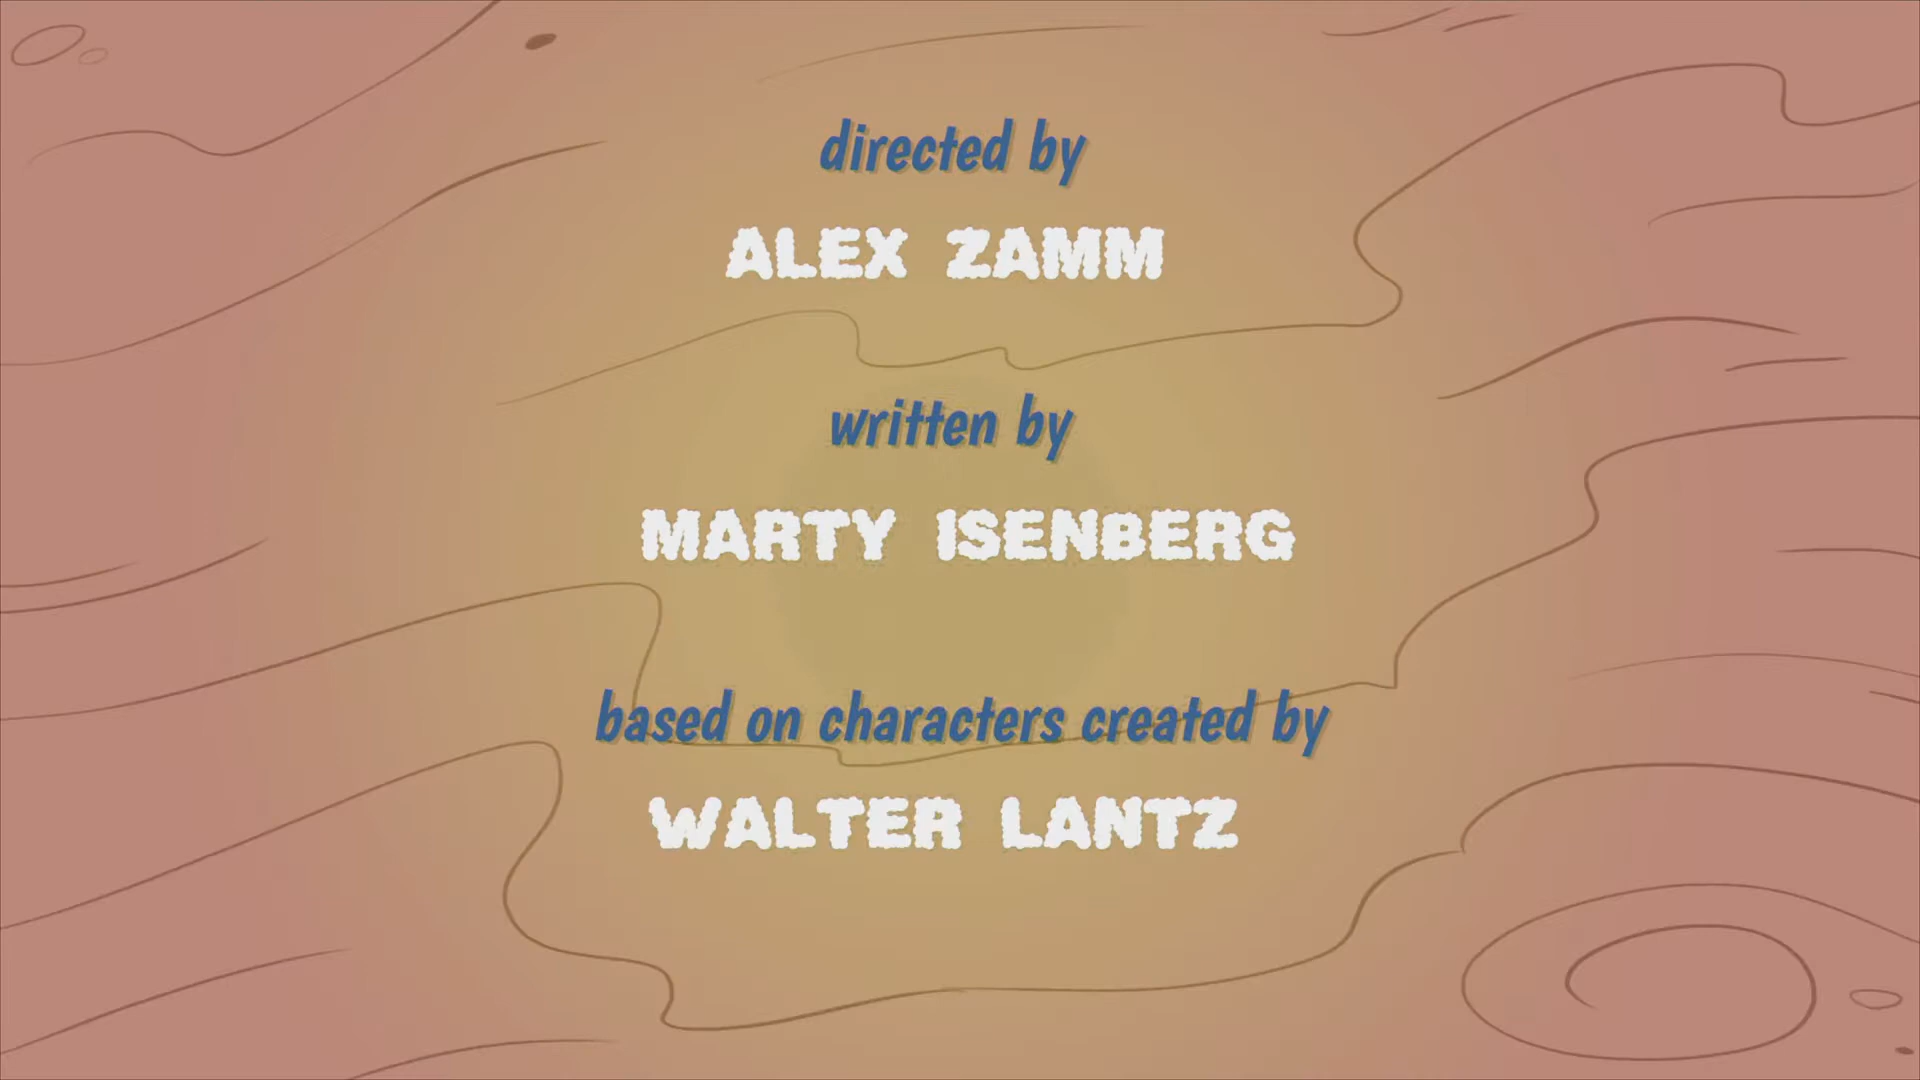 directed by
ALEX ZAMM
written by
MARTY ISENBERG
based on characters created by
WALTER LANTZ